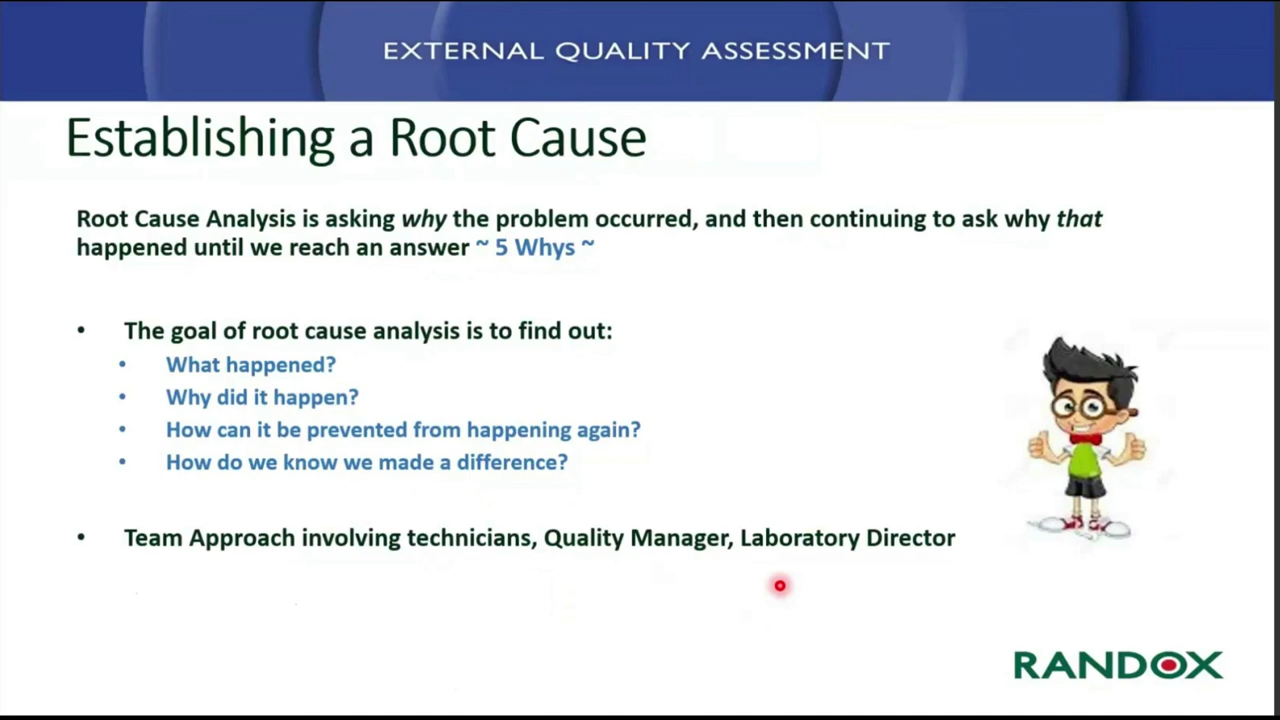 EXTERNAL QUALITY ASSESSMENT
Establishing a Root Cause
Root Cause Analysis is asking why the problem occurred, and then continuing to ask why that
happened until we reach an answer ~ 5 Whys ~
• The goal of root cause analysis is to find out:
• What happened?
• Why did it happen?
• How can it be prevented from happening again?
• How do we know we made a difference?
• Team Approach involving technicians, Quality Manager, Laboratory Director
RANDOX